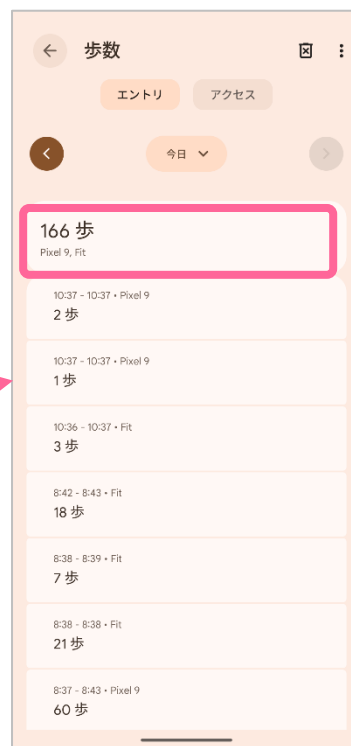 歩数
エントリ アクセス
今日
166 歩
Pixel 9, Fit
10:37 - 10:37 • Pixel 9
2 歩
10:37 - 10:37 • Pixel 9
1 歩
10:36 - 10:37 • Fit
3 歩
8:42 - 8:43 • Fit
18 歩
8:38 - 8:39 • Fit
7 歩
8:38 - 8:38 • Fit
21 歩
8:37 - 8:43 • Pixel 9
60 歩